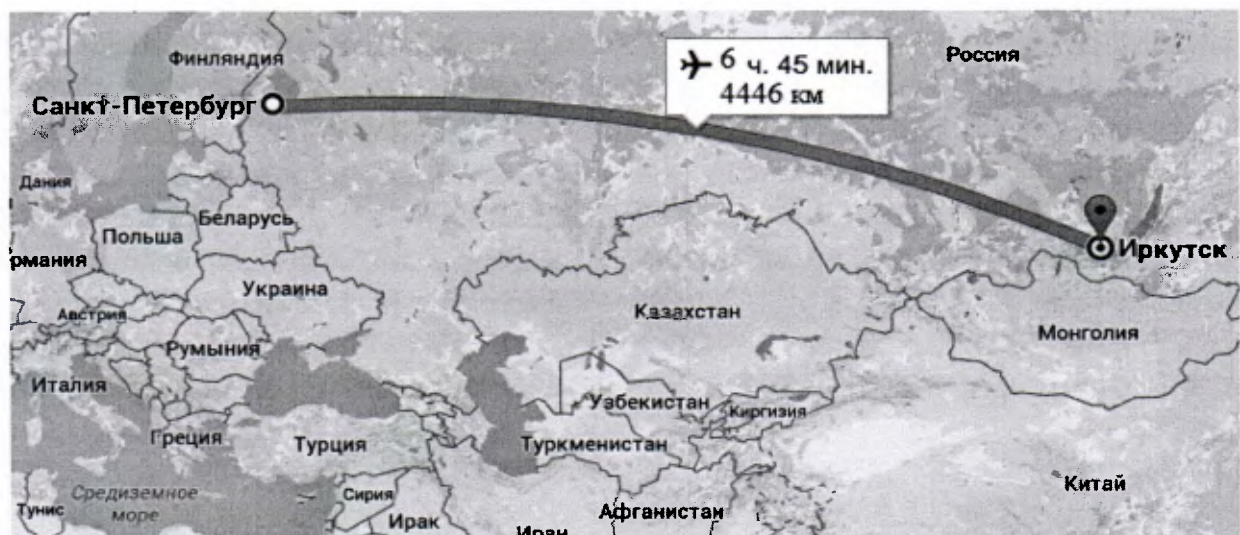 Финляндия
Россия
6 ч. 45 мин.
4446 км
Санкт-Петербург
Дания
Беларусь
Польша
Иркутск
рмания
Украина
Австрия
Казахстан
Монголия
Румыния
Италия
Узбекистан
Киргизия
Греция
Турция
Туркменистан
Китай
Средиземное
море
Сирия
Тунис
Афганистан
Ирак
Иран